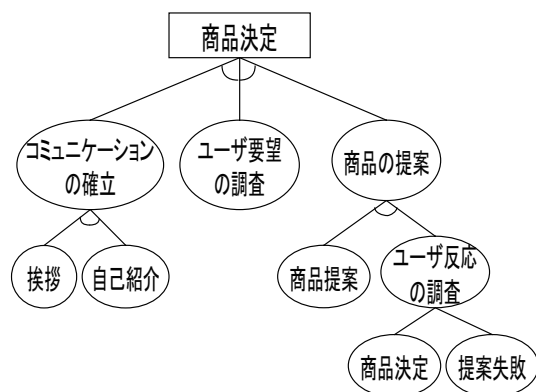 商品決定
コミュニケーション
の確立
ユーザ要望
の調査
商品の提案
挨拶
自己紹介
商品提案
ユーザ反応
の調査
商品決定
提案失敗